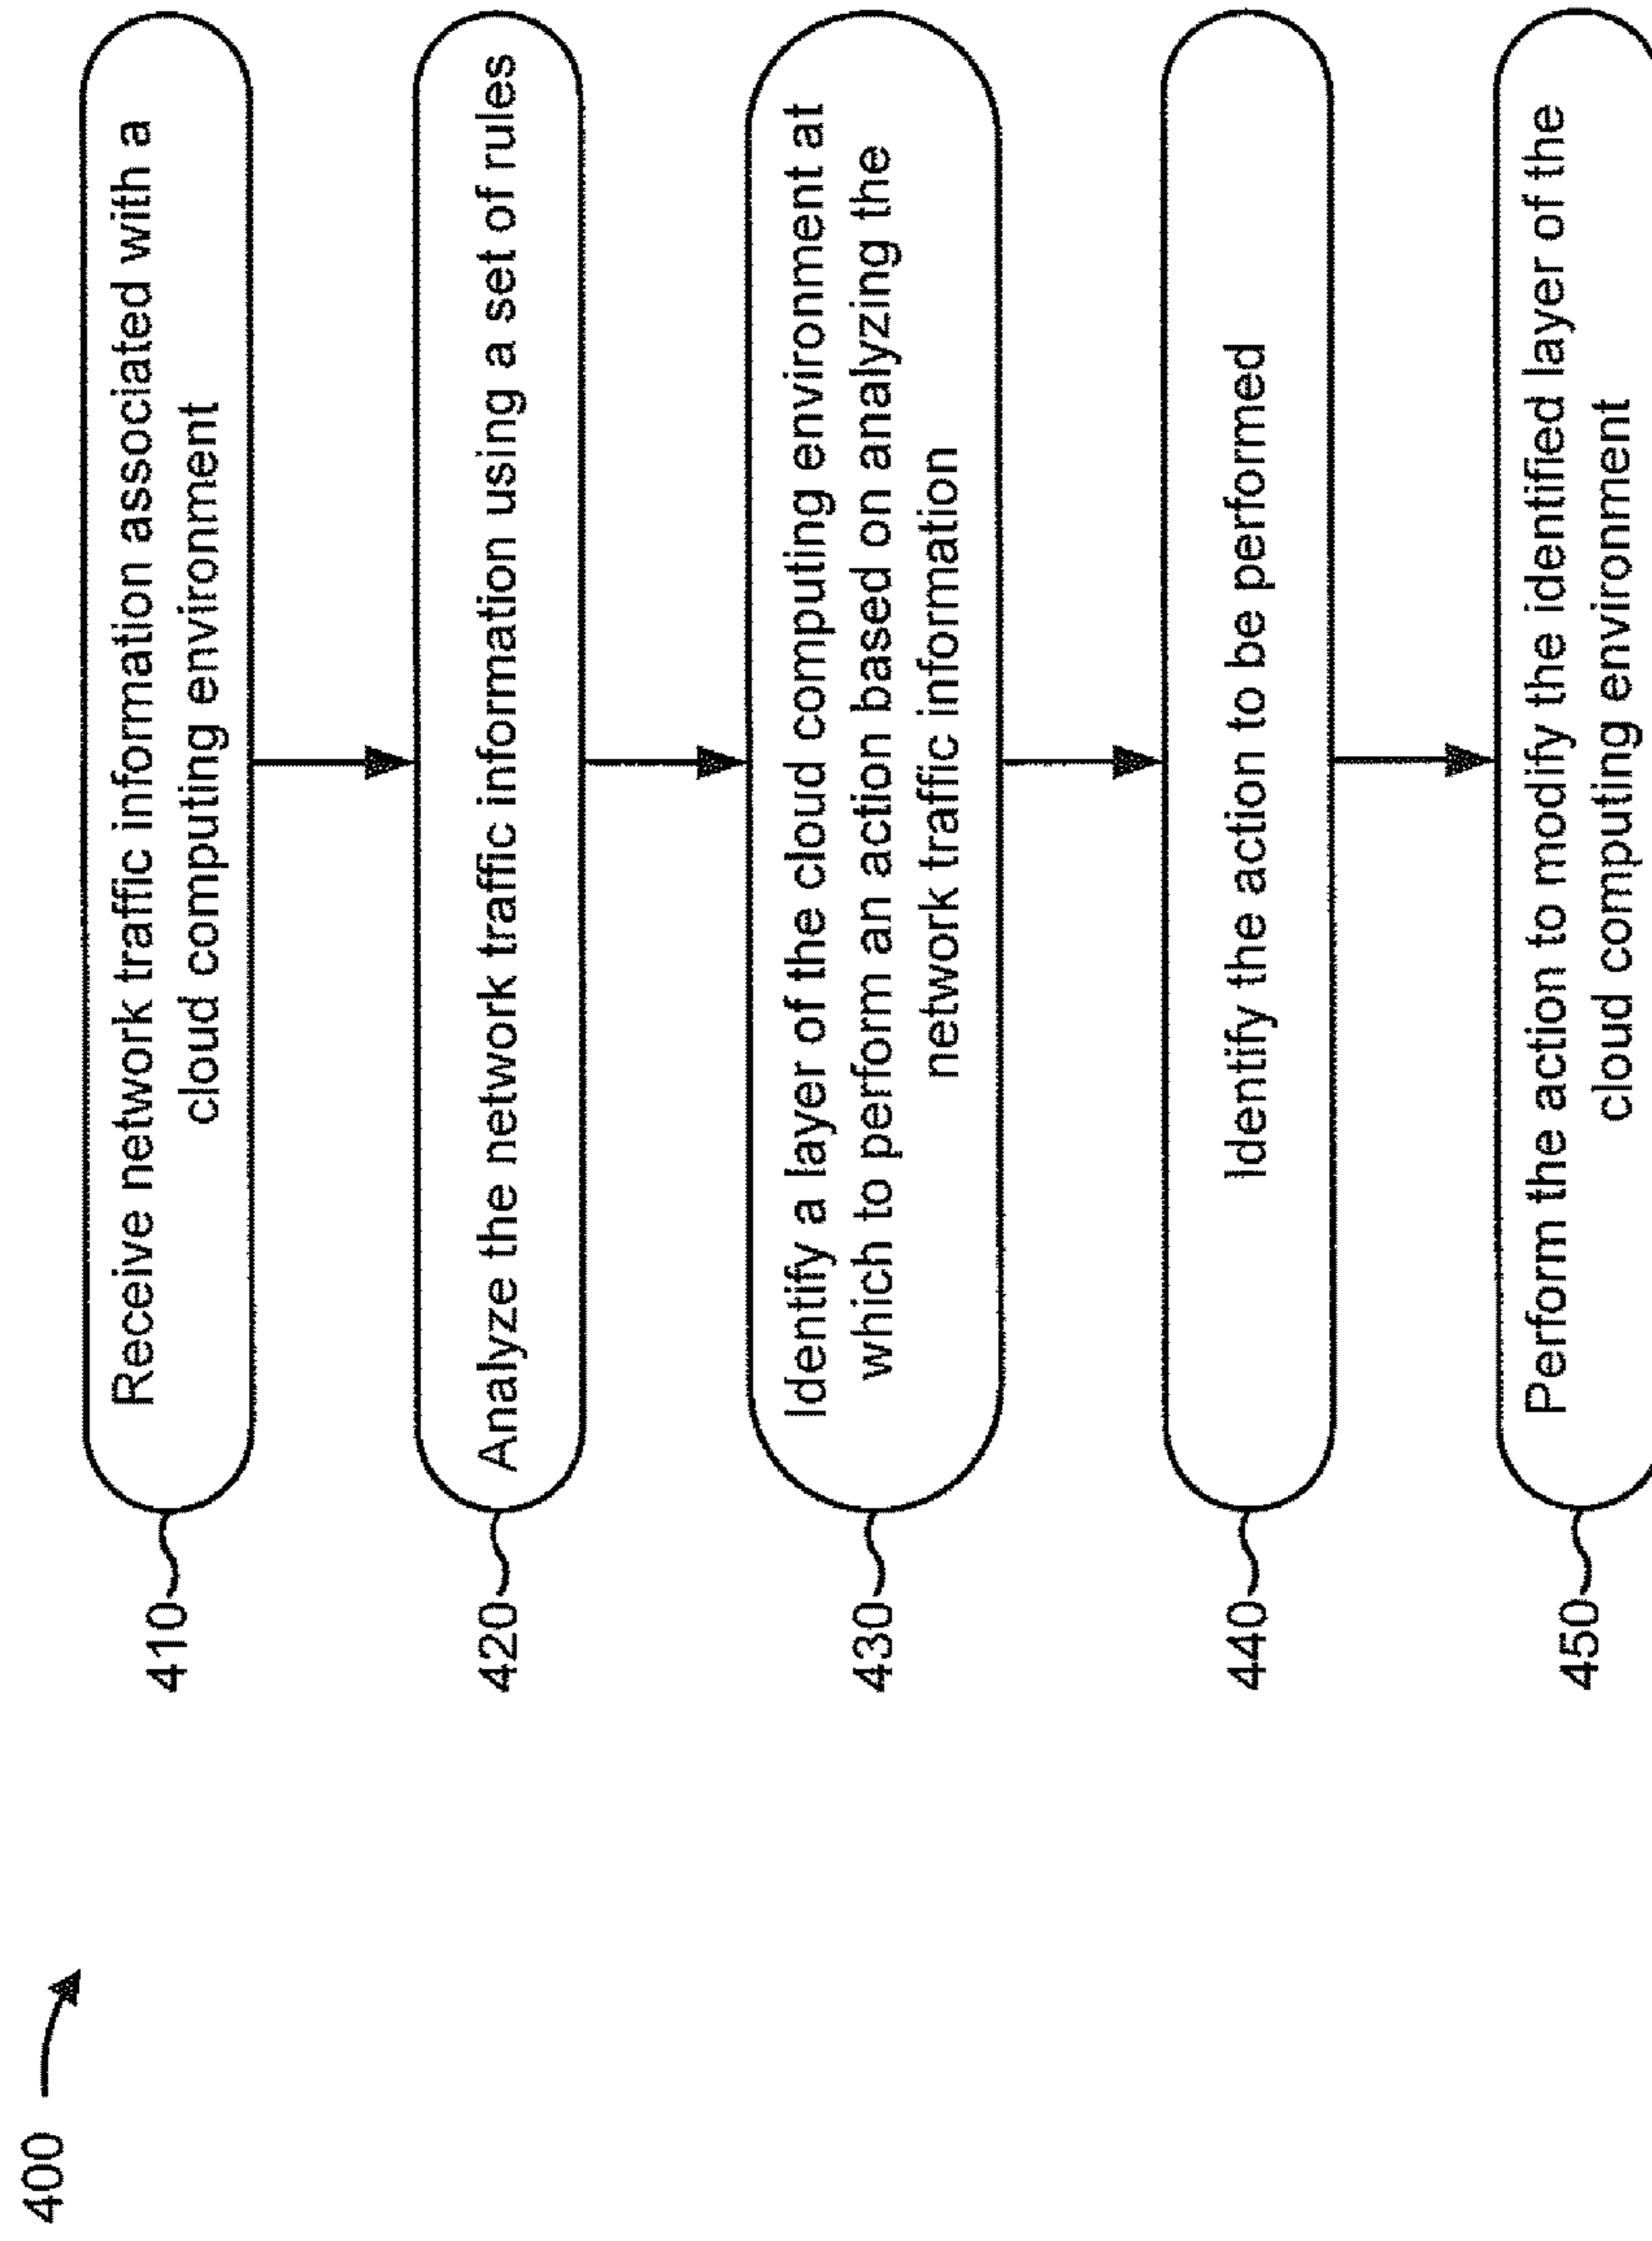 400
410
Receive network traffic information associated with a
cloud computing environment
420
Analyze the network traffic information using a set of rules
430
Identify a layer of the cloud computing environment at
which to perform an action based on analyzing the
network traffic information
440
Identify the action to be performed
450
Perform the action to modify the identified layer of the
cloud computing environment